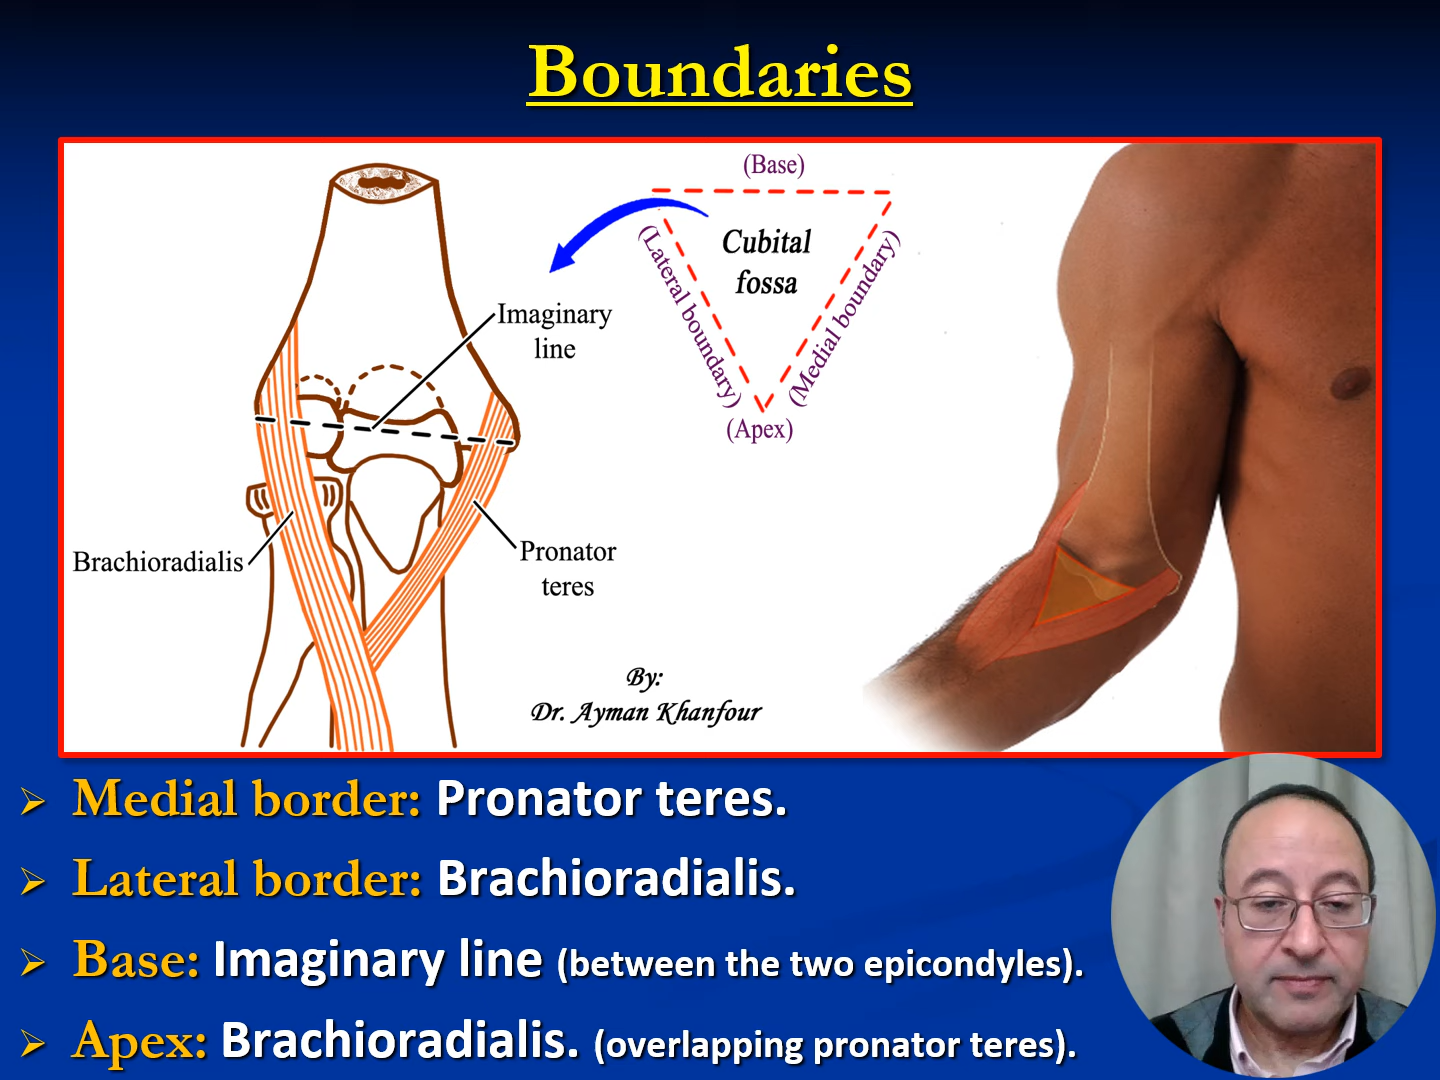 Boundaries
(Base)
Cubital
fossa
(Lateral boundary)
(Medial boundary)
(Apex)
Imaginary
line
Brachioradialis
Pronator
teres
By:
Dr. Ayman Khanfour
➢ Medial border: Pronator teres.
➢ Lateral border: Brachioradialis.
➢ Base: Imaginary line (between the two epicondyles).
➢ Apex: Brachioradialis. (overlapping pronator teres).